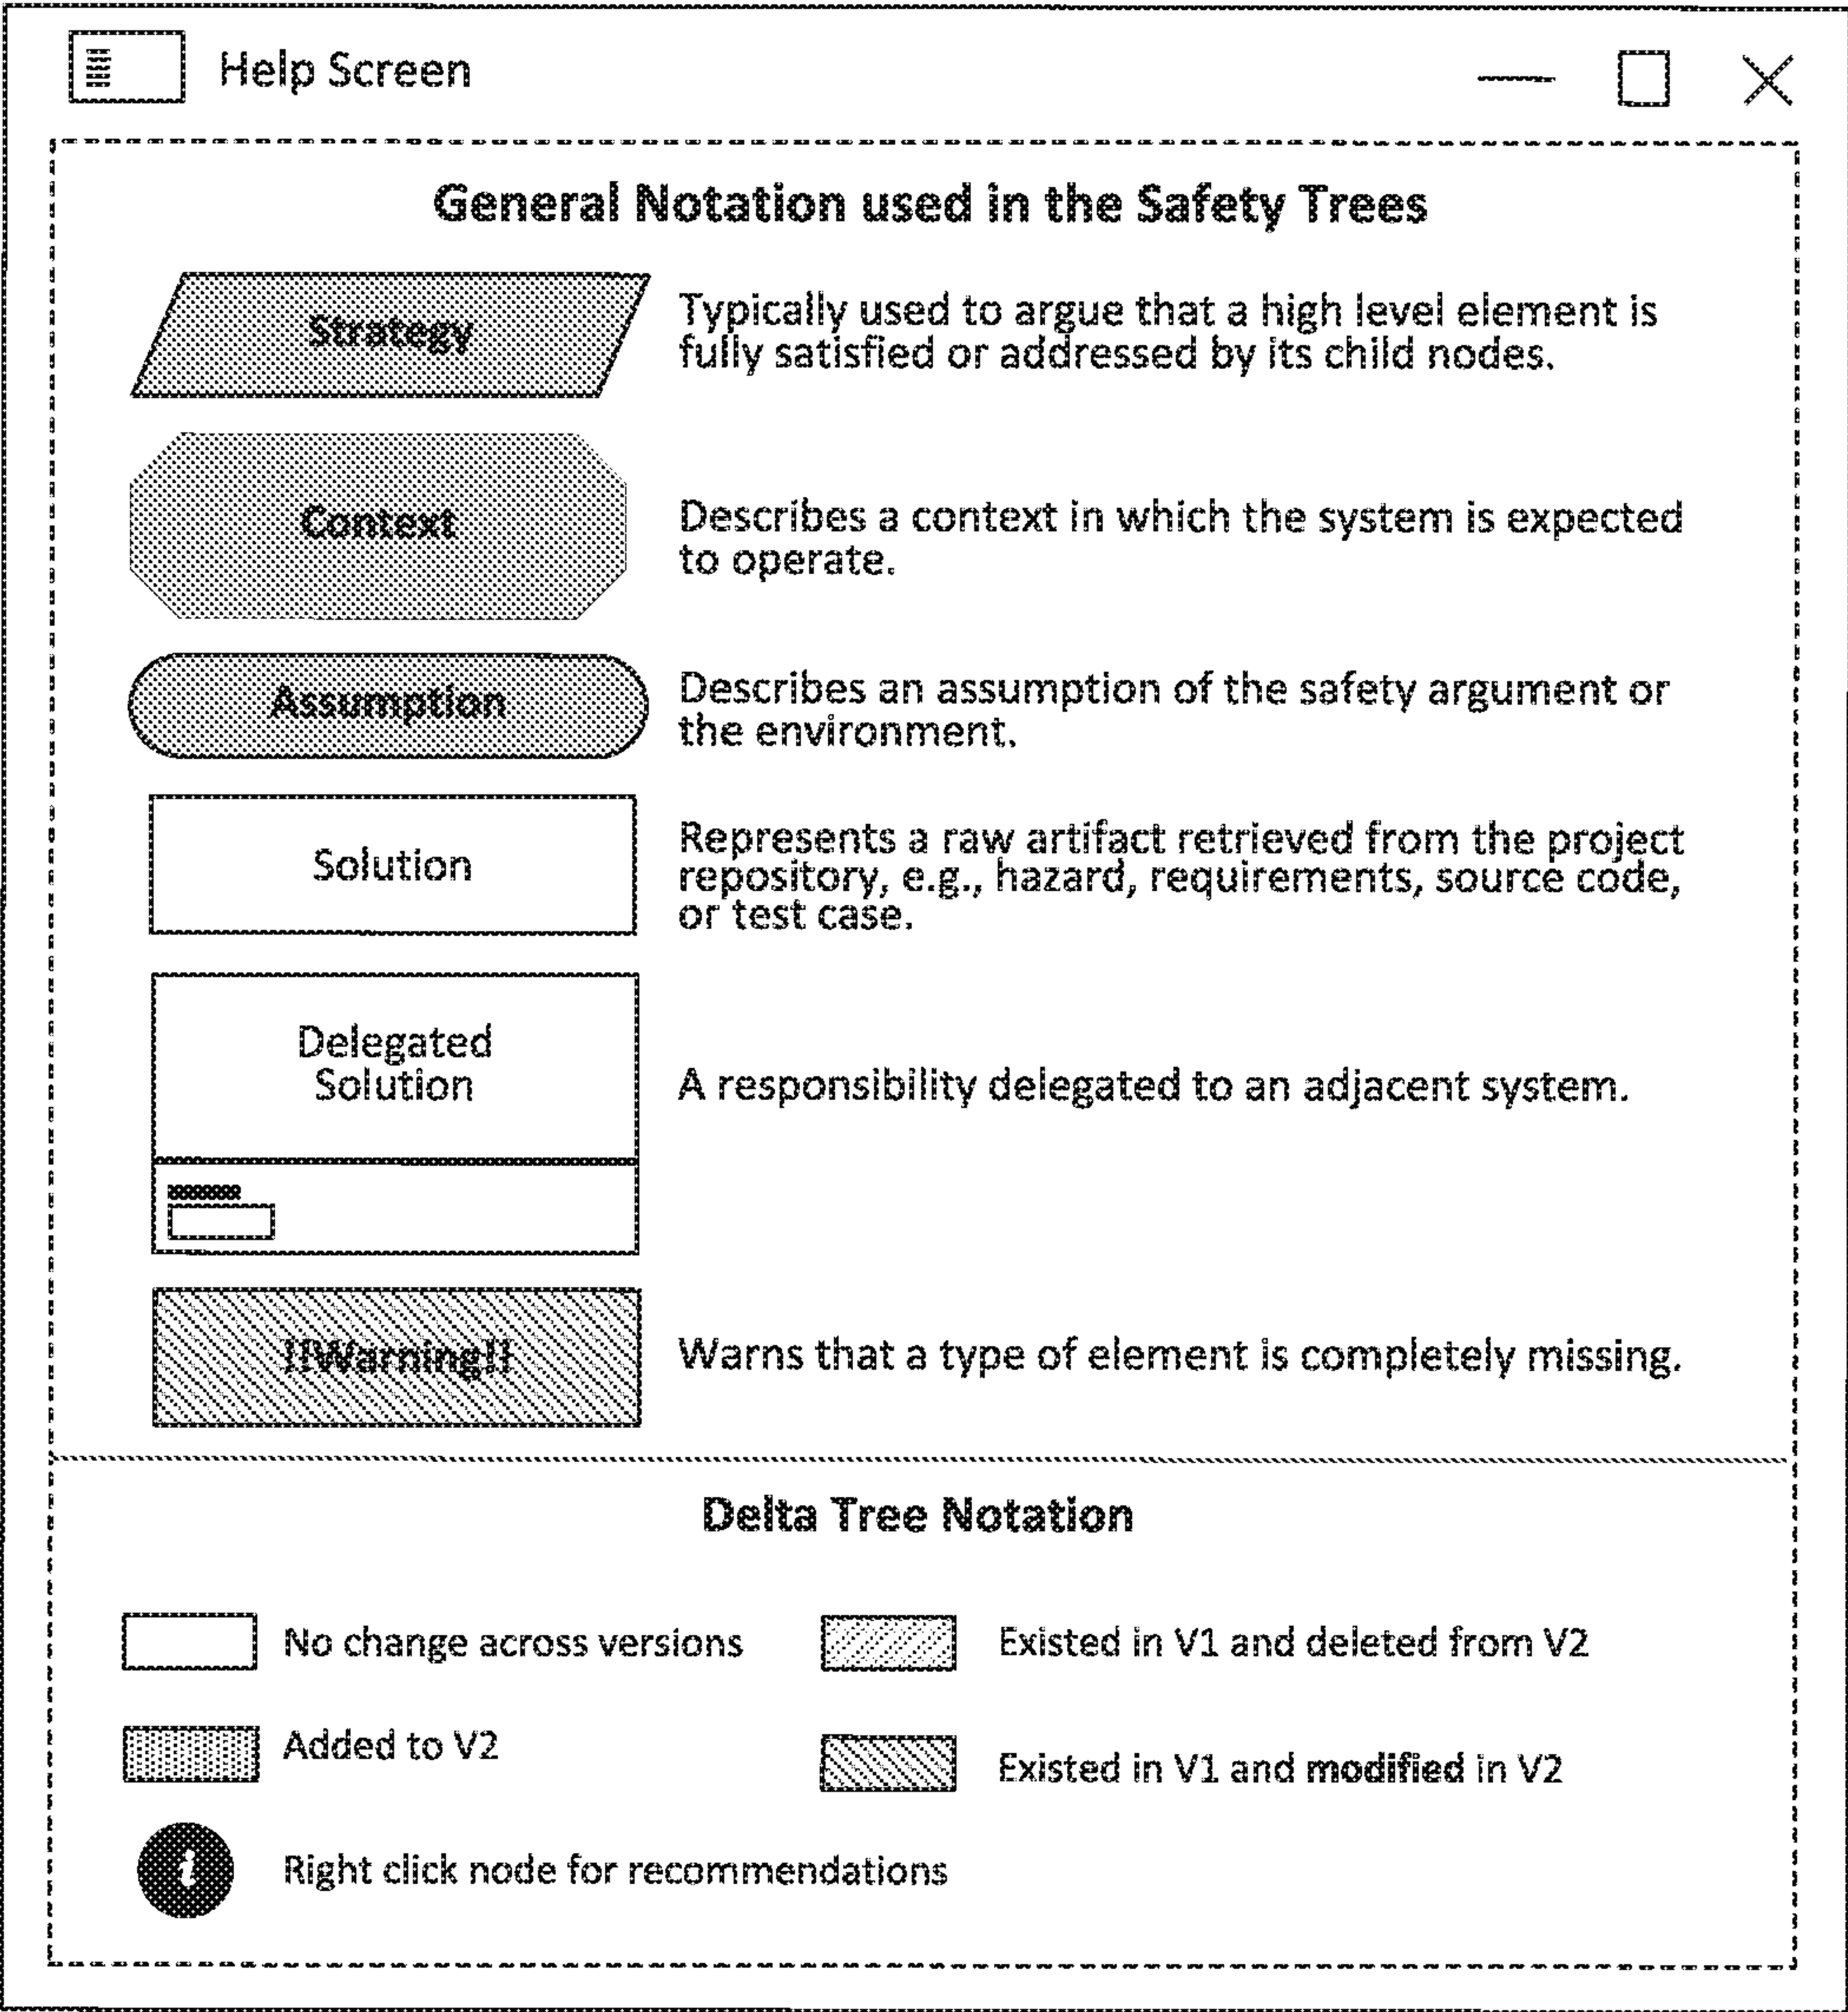 Help Screen
General Notation used in the Safety Trees
Strategy
Typically used to argue that a high level element is
fully satisfied or addressed by its child nodes.
Context
Describes a context in which the system is expected
to operate.
Assumption
Describes an assumption of the safety argument or
the environment.
Solution
Represents a raw artifact retrieved from the project
repository, e.g., hazard, requirements, source code,
or test case.
Delegated
Solution
A responsibility delegated to an adjacent system.
!!Warning!!
Warns that a type of element is completely missing.
Delta Tree Notation
No change across versions
Existed in V1 and deleted from V2
Added to V2
Existed in V1 and modified in V2
i
Right click node for recommendations